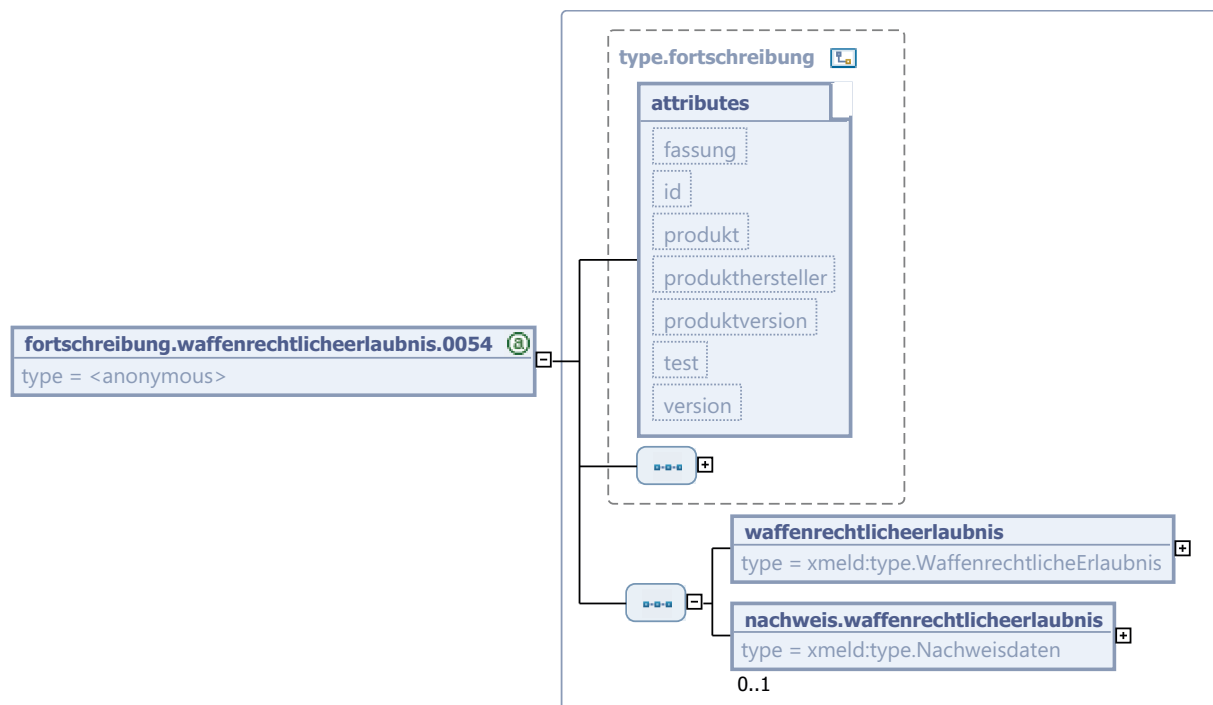 type.fortschreibung
attributes
fassung
id
produkt
produkthersteller
produktversion
test
version
fortschreibung.waffenrechtlicheerlaubnis.0054
type = <anonymous>
waffenrechtlicheerlaubnis
type = xmeld:type.WaffenrechtlicheErlaubnis
nachweis.waffenrechtlicheerlaubnis
type = xmeld:type.Nachweisdaten
0..1